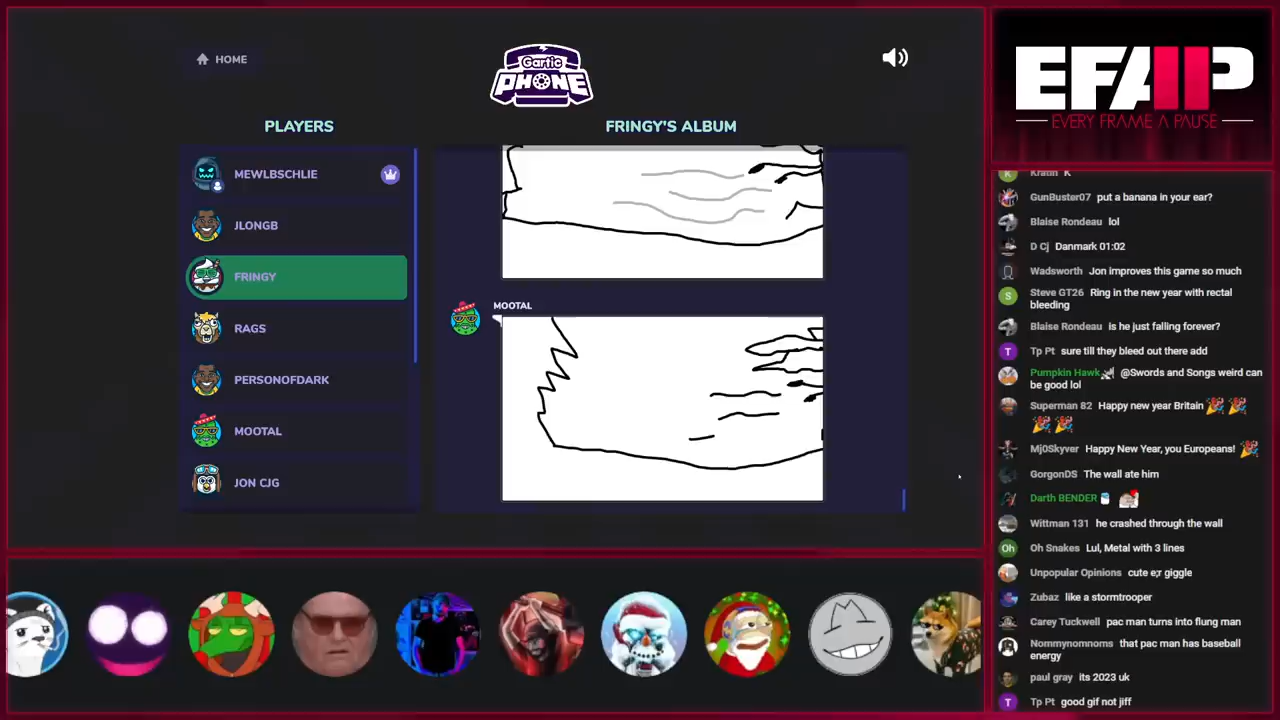 HOME
Gartic
PHONE
PLAYERS
FRINGY'S ALBUM
MEWLBSCHLIE
JLONGB
FRINGY
RAGS
PERSONOFDARK
MOOTAL
JON CJG
MOOTAL
EFAP
EVERY FRAME A PAUSE
K Kratin K
GunBuster07 put a banana in your ear?
Blaise Rondeau lol
D Cj Danmark 01:02
Wadsworth Jon improves this game so much
S Steve GT26 Ring in the new year with rectal
bleeding
Blaise Rondeau is he just falling forever?
T Tp Pt sure till they bleed out there add
Pumpkin Hawk @Swords and Songs weird can
be good lol
Superman 82 Happy new year Britain
Mj0Skyver Happy New Year, you Europeans!
GorgonDS The wall ate him
Darth BENDER
Wittman 131 he crashed through the wall
Oh Oh Snakes Lul, Metal with 3 lines
Unpopular Opinions cute e;r giggle
Zubaz like a stormtrooper
Carey Tuckwell pac man turns into flung man
Nommynomnoms that pac man has baseball
energy
paul gray its 2023 uk
T Tp Pt good gif not jiff